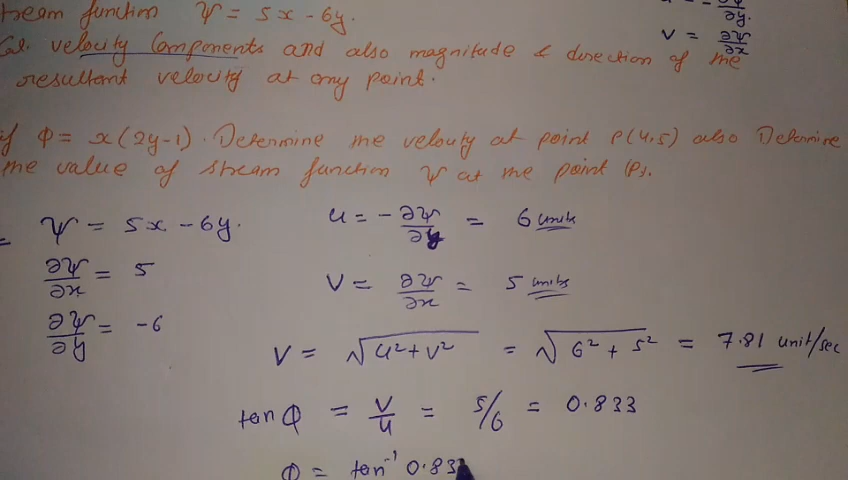 stream function ψ = 5x - 6y.
Cal. velocity Components and also magnitude & direction of the
resultant velocity at any point.
∂y.
v = ∂ψ/∂x
if Φ = x(2y-1). Determine the velocity at point P(4,5) also Determine
the value of stream function ψ at the point (P).
= ψ = 5x - 6y.
∂ψ/∂x = 5
∂ψ/∂y = -6
u = -∂ψ/∂y = 6 units
v = ∂ψ/∂x = 5 units
V = √u²+v² = √6²+5² = 7.81 unit/sec
tan Φ = v/u = 5/6 = 0.833
Φ = tan⁻¹ 0.83